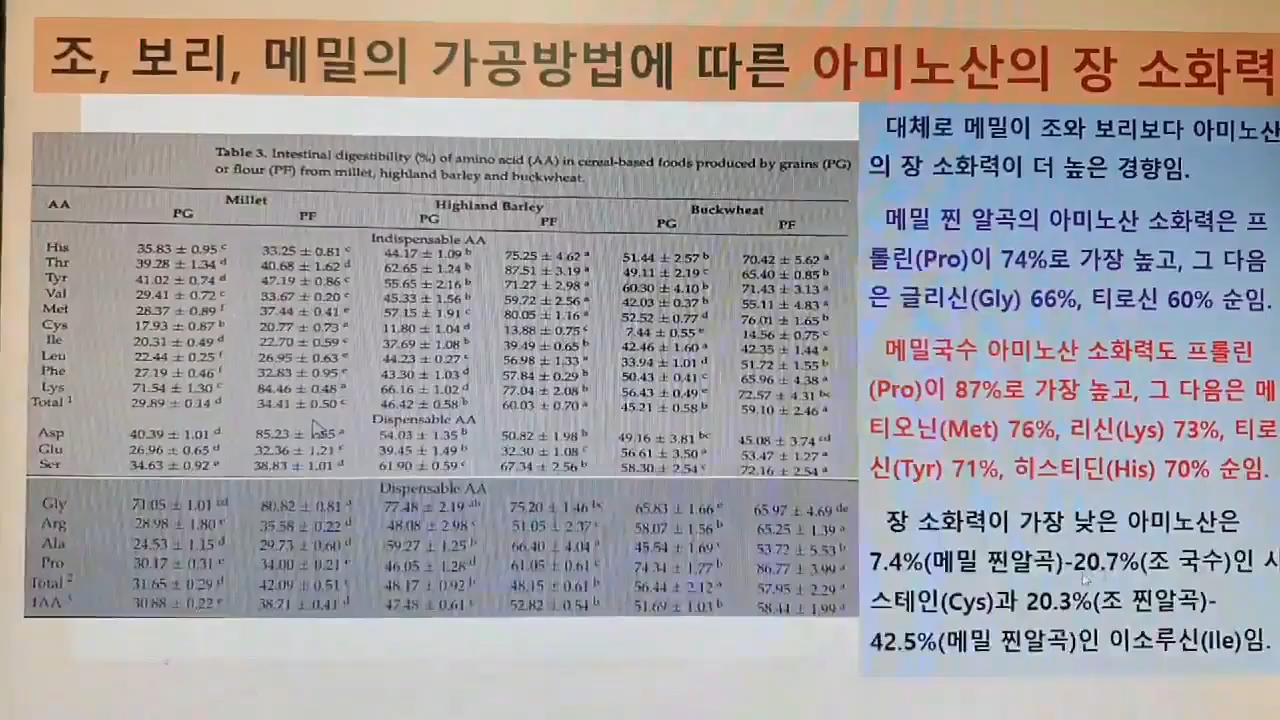 조, 보리, 메밀의 가공방법에 따른 아미노산의 장 소화력
Table 3. Intestinal digestibility (%) of amino acid (AA) in cereal-based foods produced by grains (PG)
or flour (PF) from millet, highland barley and buckwheat.
AA Millet Highland Barley Buckwheat
PG PF PG PF PG PF
Indispensable AA
His 35.83 ± 0.95 c 33.25 ± 0.81 c 44.17 ± 1.09 b 75.25 ± 4.62 a 51.44 ± 2.57 b 70.42 ± 5.62 a
Thr 39.28 ± 1.34 d 40.68 ± 1.62 d 62.65 ± 1.24 b 87.51 ± 3.19 a 49.11 ± 2.19 c 65.40 ± 0.85 b
Tyr 41.02 ± 0.74 d 47.19 ± 0.86 c 55.65 ± 2.16 b 71.27 ± 2.98 a 60.30 ± 4.10 b 71.43 ± 3.13 a
Val 29.41 ± 0.72 c 33.67 ± 0.20 c 45.33 ± 1.56 b 59.72 ± 2.56 a 42.03 ± 0.37 b 55.11 ± 4.83 a
Met 28.37 ± 0.89 f 37.44 ± 0.41 e 57.15 ± 1.91 c 80.05 ± 1.16 a 52.52 ± 0.77 d 76.01 ± 1.65 b
Cys 17.93 ± 0.87 b 20.77 ± 0.73 a 11.80 ± 1.04 d 13.88 ± 0.75 c 7.44 ± 0.55 e 14.56 ± 0.75 c
Ile 20.31 ± 0.49 d 22.70 ± 0.59 c 37.69 ± 1.08 b 39.49 ± 0.65 b 42.46 ± 1.60 a 42.35 ± 1.44 a
Leu 22.44 ± 0.25 f 26.95 ± 0.63 e 44.23 ± 0.27 c 56.98 ± 1.33 a 33.94 ± 1.01 d 51.72 ± 1.55 b
Phe 27.19 ± 0.46 f 32.83 ± 0.95 e 43.30 ± 1.03 d 57.84 ± 0.29 b 50.43 ± 0.41 c 65.96 ± 4.38 a
Lys 71.54 ± 1.30 c 84.46 ± 0.48 a 66.16 ± 1.02 d 77.04 ± 2.08 b 56.43 ± 0.49 e 72.57 ± 4.31 bc
Total 1 29.89 ± 0.14 d 34.41 ± 0.50 c 46.42 ± 0.58 b 60.03 ± 0.70 a 45.21 ± 0.58 b 59.10 ± 2.46 a
Dispensable AA
Asp 40.39 ± 1.01 d 85.23 ± a 54.03 ± 1.35 b 50.82 ± 1.98 b 49.16 ± 3.81 bc 45.08 ± 3.74 cd
Glu 26.96 ± 0.65 d 32.36 ± 1.21 c 39.45 ± 1.49 b 32.30 ± 1.08 c 56.61 ± 3.50 a 53.47 ± 1.27 a
Ser 34.63 ± 0.92 e 38.83 ± 1.01 d 61.90 ± 0.59 c 67.34 ± 2.56 b 58.30 ± 2.54 c 72.16 ± 2.54 a
Dispensable AA
Gly 71.05 ± 1.01 cd 80.82 ± 0.81 a 77.48 ± 2.19 ab 75.20 ± 1.46 bc 65.83 ± 1.66 e 65.97 ± 4.69 de
Arg 28.98 ± 1.80 e 35.58 ± 0.22 d 48.08 ± 2.98 c 51.05 ± 2.37 c 58.07 ± 1.56 b 65.25 ± 1.39 a
Ala 24.53 ± 1.15 d 29.73 ± 0.60 d 59.27 ± 1.25 b 66.40 ± 4.04 a 45.54 ± 1.69 c 53.72 ± 5.53 b
Pro 30.17 ± 0.31 e 34.00 ± 0.21 e 46.05 ± 1.28 d 61.05 ± 0.61 c 74.34 ± 1.77 b 86.77 ± 3.99 a
Total 2 31.65 ± 0.29 d 42.09 ± 0.51 c 48.17 ± 0.92 b 48.15 ± 0.61 b 56.44 ± 2.12 a 57.95 ± 2.29 a
30.88 ± 0.22 e 38.71 ± 0.41 d 47.48 ± 0.61 c 52.82 ± 0.54 b 51.69 ± 1.03 b 58.44 ± 1.99 a
대체로 메밀이 조와 보리보다 아미노산
의 장 소화력이 더 높은 경향임.
메밀 찐 알곡의 아미노산 소화력은 프
롤린(Pro)이 74%로 가장 높고, 그 다음
은 글리신(Gly) 66%, 티로신 60% 순임.
메밀국수 아미노산 소화력도 프롤린
(Pro)이 87%로 가장 높고, 그 다음은 메
티오닌(Met) 76%, 리신(Lys) 73%, 티로
신(Tyr) 71%, 히스티딘(His) 70% 순임.
장 소화력이 가장 낮은 아미노산은
7.4%(메밀 찐알곡)-20.7%(조 국수)인 시
스테인(Cys)과 20.3%(조 찐알곡)-
42.5%(메밀 찐알곡)인 이소루신(Ile)임.